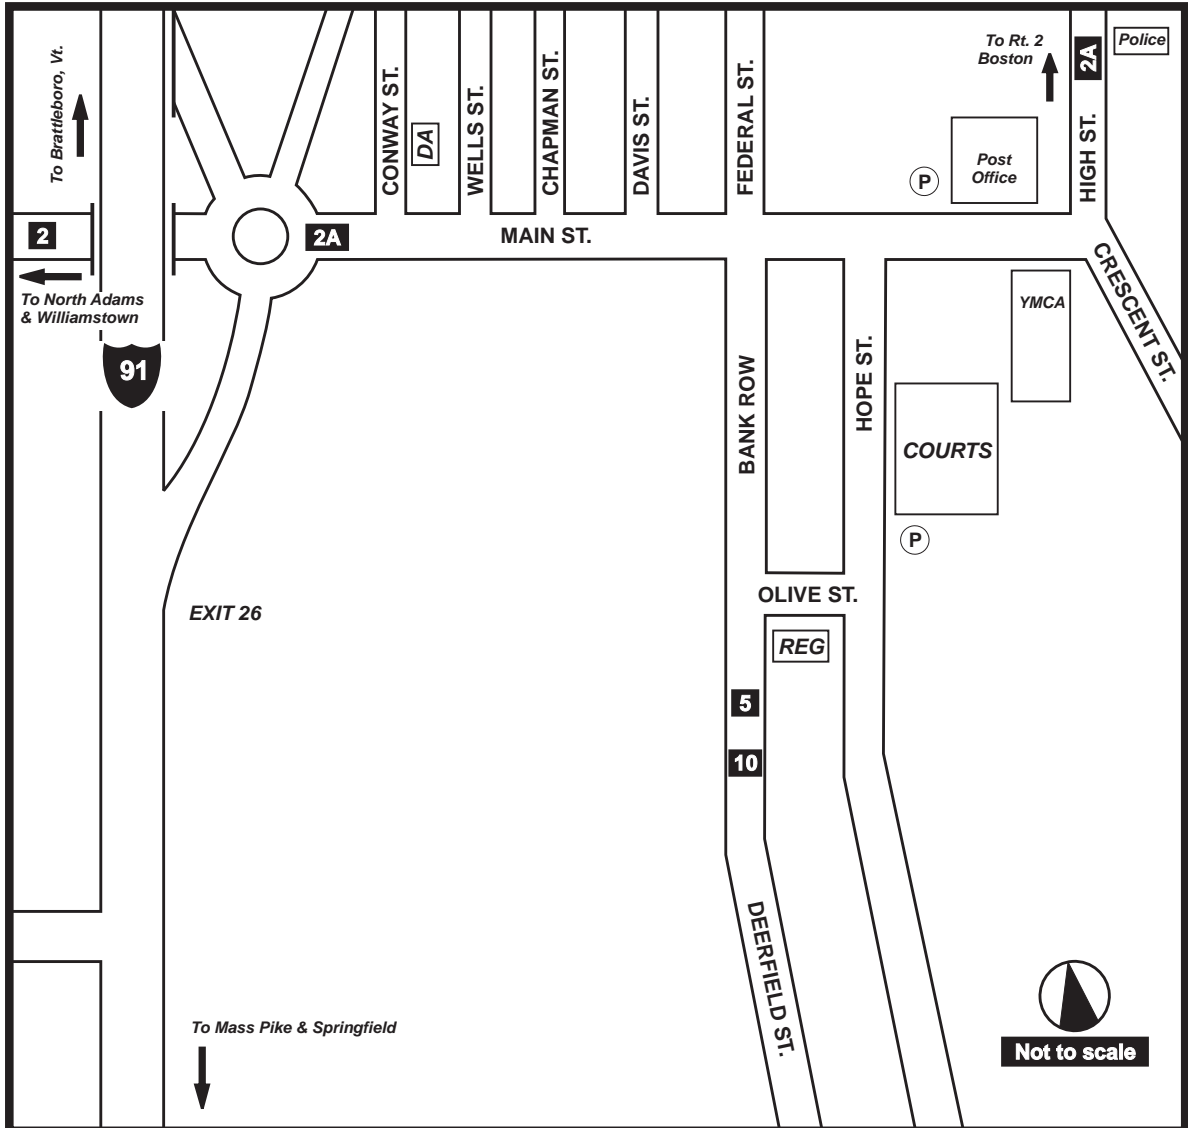 To Brattleboro, Vt.
CONWAY ST.
DA
WELLS ST.
CHAPMAN ST.
DAVIS ST.
FEDERAL ST.
To Rt. 2
Boston
2A
Police
HIGH ST.
Post
Office
P
2
2A
MAIN ST.
To North Adams
& Williamstown
91
CRESCENT ST.
YMCA
BANK ROW
HOPE ST.
COURTS
P
OLIVE ST.
EXIT 26
REG
5
10
DEERFIELD ST.
To Mass Pike & Springfield
Not to scale